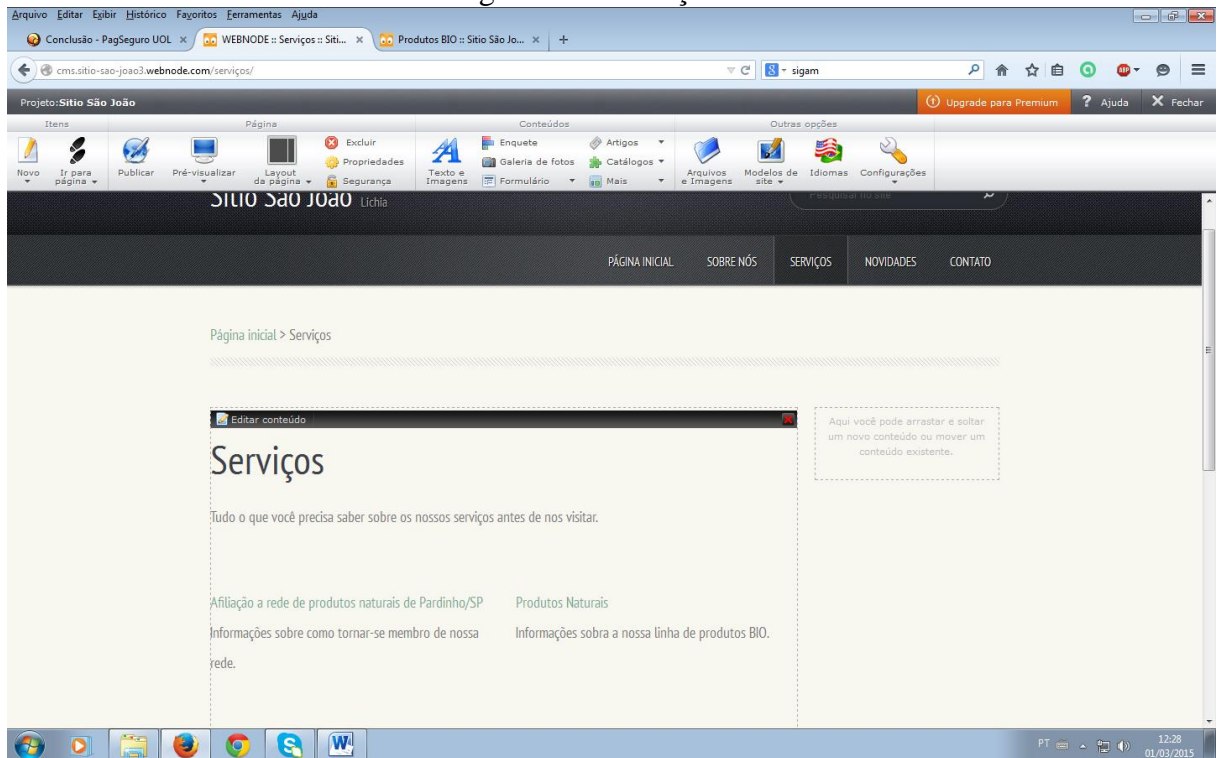 Arquivo Editar Exibir Histórico Favoritos Ferramentas Ajuda
Conclusão - PagSeguro UOL × WEBNODE :: Serviços :: Siti... × Produtos BIO :: Sitio São Jo... × +
cms.sitio-sao-joao3.webnode.com/serviços/ sigam
Projeto:Sitio São João Upgrade para Premium ? Ajuda X Fechar
Itens Página Conteúdos Outras opções
Novo Ir para página Publicar Pré-visualizar Layout da página Excluir Propriedades Segurança Texto e Imagens Enquete Galeria de fotos Formulário Artigos Catálogos Mais Arquivos e Imagens Modelos de site Idiomas Configurações
Sitio São João Lichia Pesquisar no site
PÁGINA INICIAL SOBRE NÓS SERVIÇOS NOVIDADES CONTATO
Página inicial > Serviços
Editar conteúdo
Aqui você pode arrastar e soltar
um novo conteúdo ou mover um
conteúdo existente.
Serviços
Tudo o que você precisa saber sobre os nossos serviços antes de nos visitar.
Afiliação a rede de produtos naturais de Pardinho/SP
Informações sobre como tornar-se membro de nossa
rede.
Produtos Naturais
Informações sobra a nossa linha de produtos BIO.
PT 12:28
01/03/2015